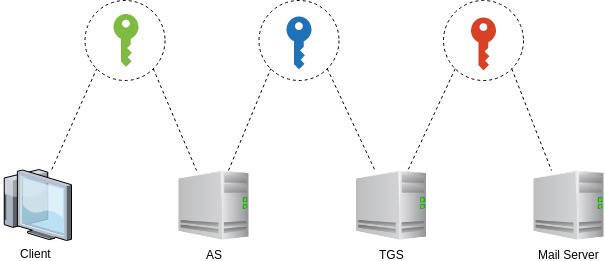 Client
AS
TGS
Mail Server